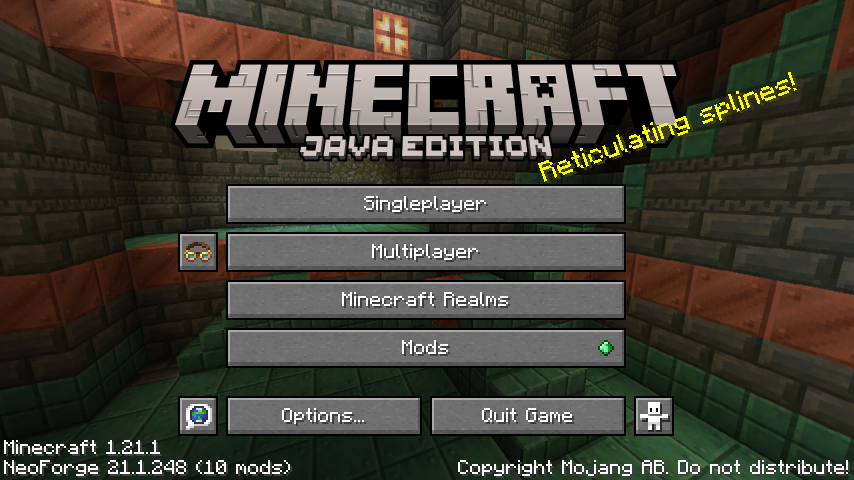 MINECRAFT
JAVA EDITION
Reticulating splines!
Singleplayer
Multiplayer
Minecraft Realms
Mods
Options...
Quit Game
Minecraft 1.21.1
NeoForge 21.1.248 (10 mods)
Copyright Mojang AB. Do not distribute!